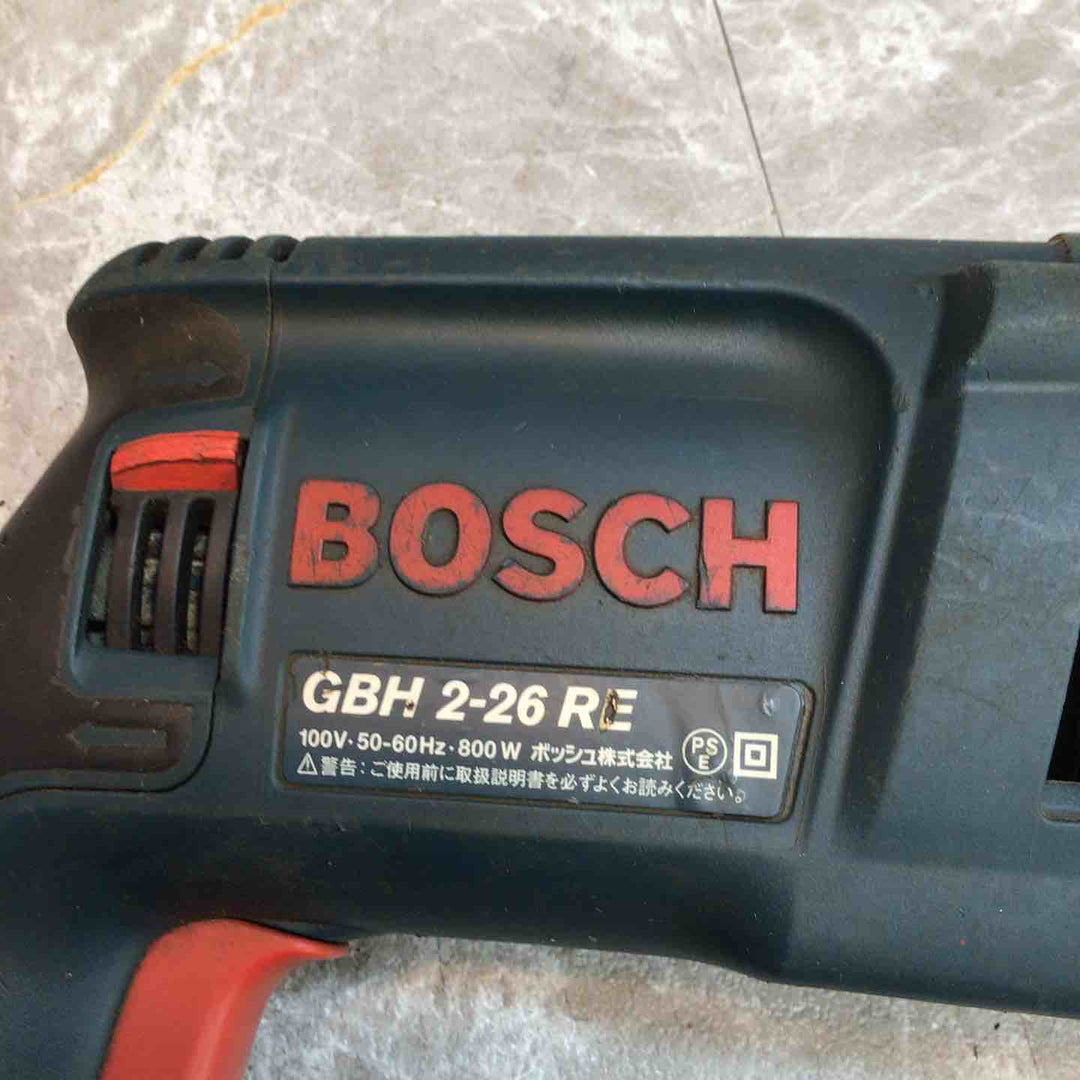 BOSCH
GBH 2-26 RE
100V・50-60Hz・800W ボッシュ株式会社 PSE
⚠警告：ご使用前に取扱説明書を必ずよくお読みください。